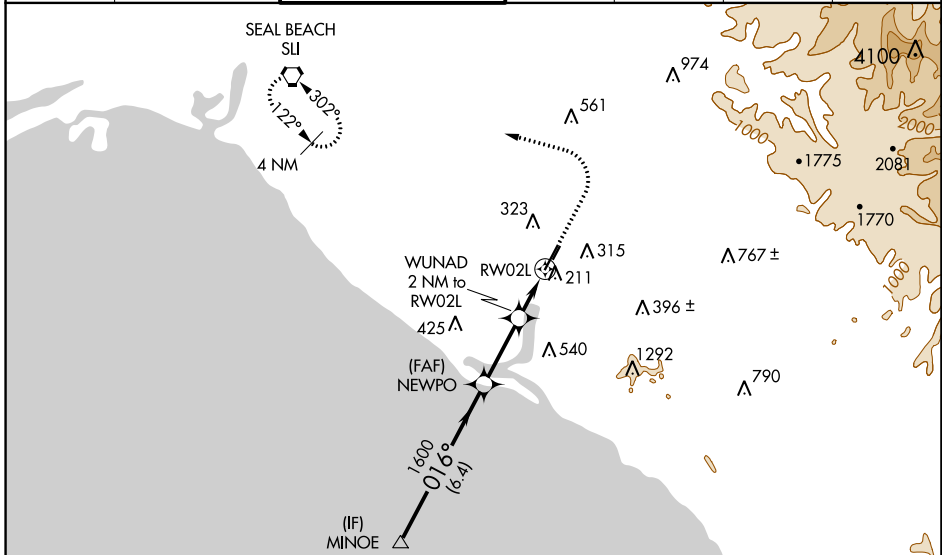 SEAL BEACH
SLI
302°
122°
4 NM
974
4100
561
1000
2000
1775
2081
1770
323
315
767 ±
WUNAD
2 NM to
RW02L
RW02L
211
1000
396 ±
425
540
1292
790
(FAF)
NEWPO
1600
016°
(6.4)
(IF)
MINOE